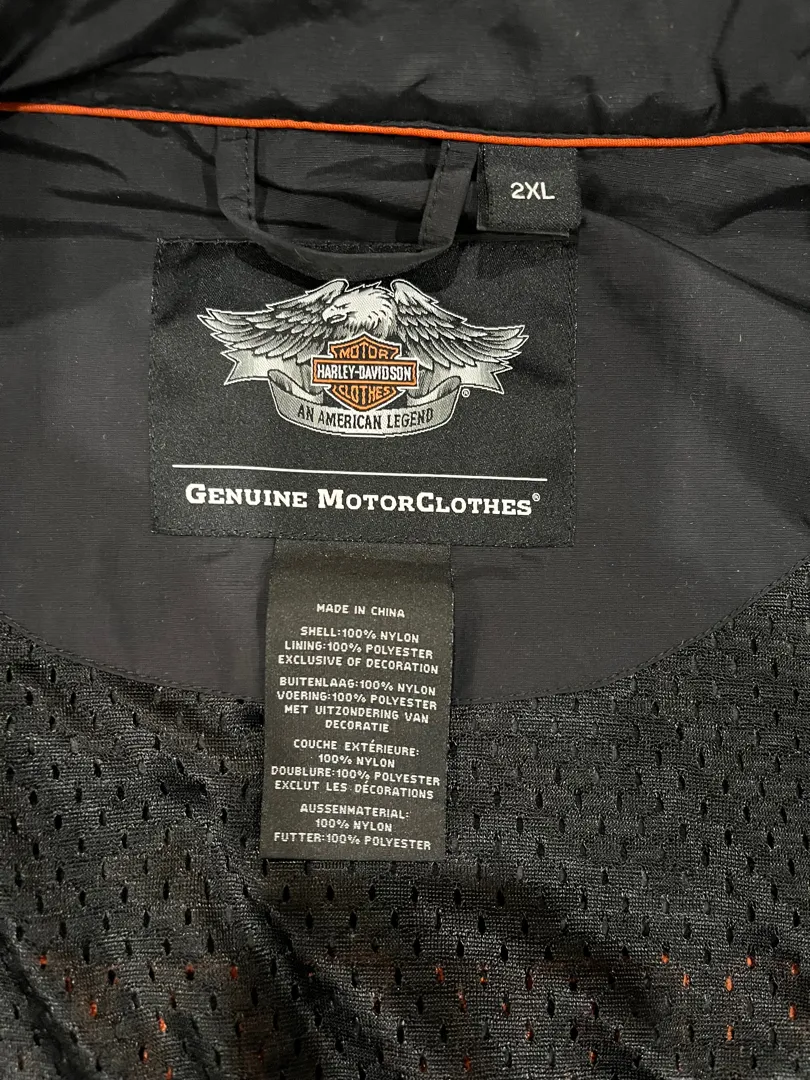 2XL
MOTOR
HARLEY-DAVIDSON
CLOTHES
®
AN AMERICAN LEGEND
GENUINE MOTORCLOTHES®
MADE IN CHINA
SHELL:100% NYLON
LINING:100% POLYESTER
EXCLUSIVE OF DECORATION
BUITENLAAG:100% NYLON
VOERING:100% POLYESTER
MET UITZONDERING VAN
DECORATIE
COUCHE EXTÉRIEURE:
100% NYLON
DOUBLURE:100% POLYESTER
EXCLUT LES DÉCORATIONS
AUSSENMATERIAL:
100% NYLON
FUTTER:100% POLYESTER